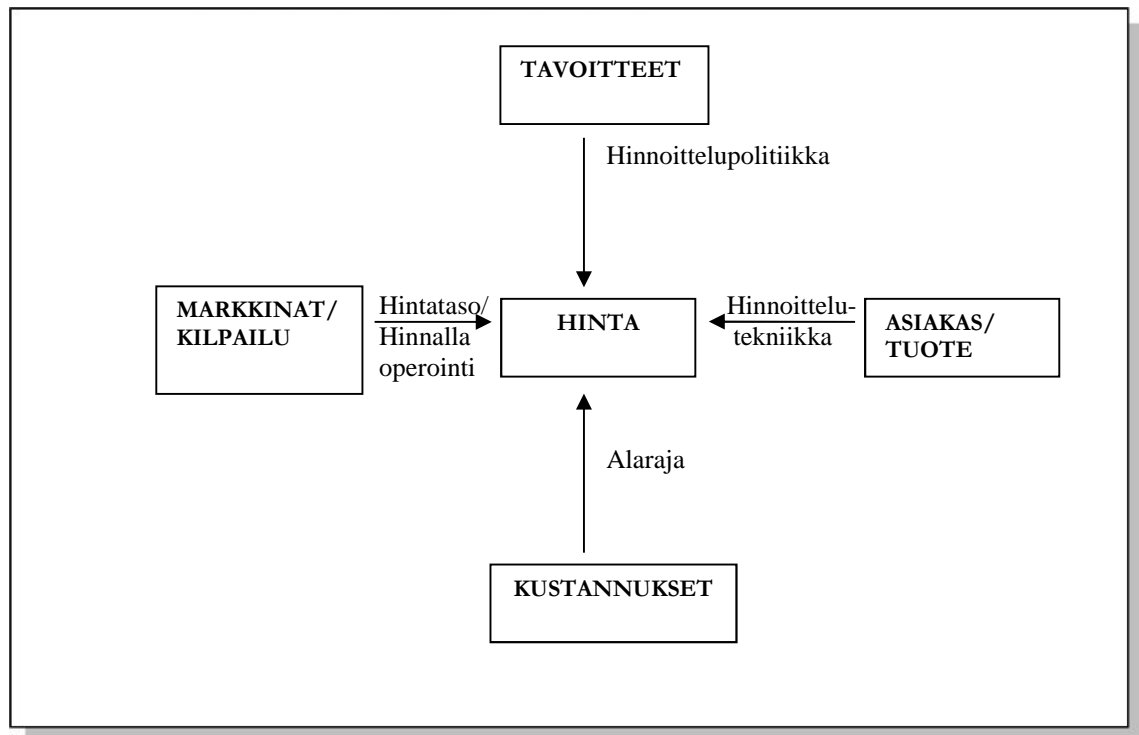 TAVOITTEET
Hinnoittelupolitiikka
MARKKINAT/
KILPAILU
Hintataso/
Hinnalla
operointi
HINTA
Hinnoittelu-
tekniikka
ASIAKAS/
TUOTE
Alaraja
KUSTANNUKSET